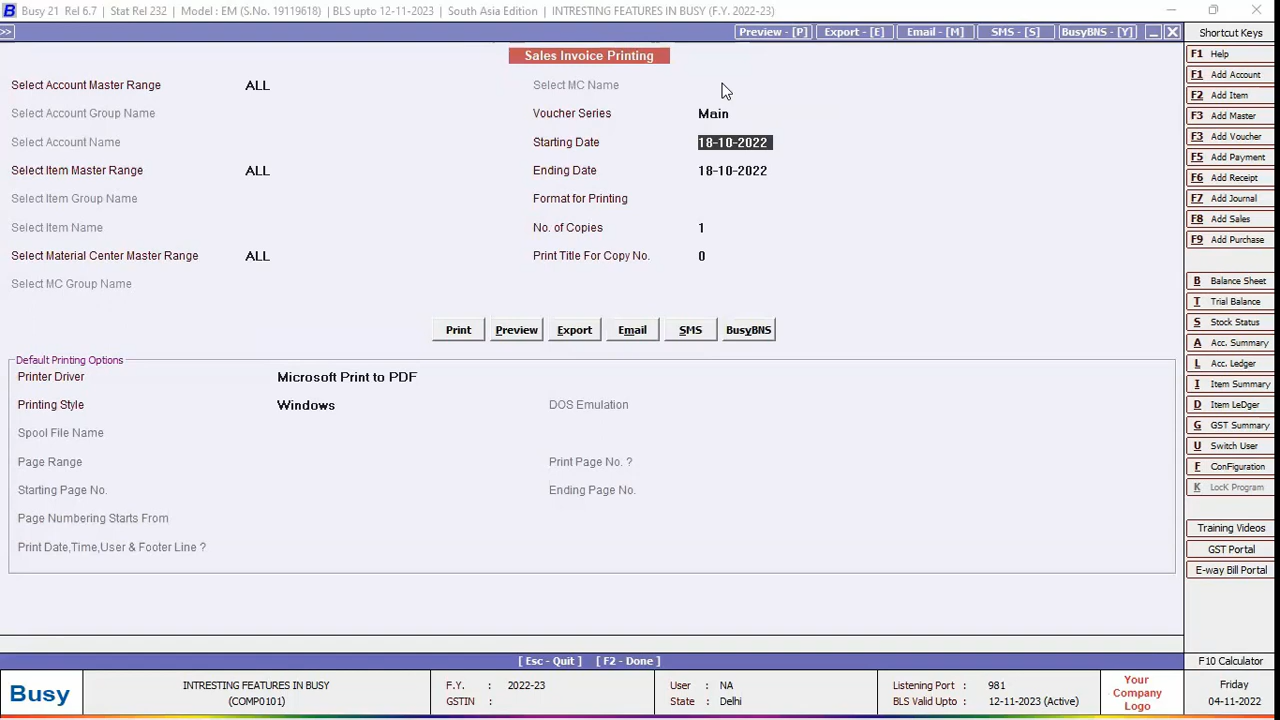 B Busy 21 Rel 6.7 | Stat Rel 232 | Model : EM (S.No. 19119618) | BLS upto 12-11-2023 | South Asia Edition | INTRESTING FEATURES IN BUSY(F.Y. 2022-23)
>> Preview - [P] Export - [E] Email - [M] SMS - [S] BusyBNS - [Y] Shortcut Keys
Sales Invoice Printing
Select Account Master Range ALL
Select Account Group Name
Select Account Name
Select Item Master Range ALL
Select Item Group Name
Select Item Name
Select Material Center Master Range ALL
Select MC Group Name
Select MC Name
Voucher Series Main
Starting Date 18-10-2022
Ending Date 18-10-2022
Format for Printing
No. of Copies 1
Print Title For Copy No. 0
Print Preview Export Email SMS BusyBNS
Default Printing Options
Printer Driver Microsoft Print to PDF
Printing Style Windows DOS Emulation
Spool File Name
Page Range Print Page No. ?
Starting Page No. Ending Page No.
Page Numbering Starts From
Print Date,Time,User & Footer Line ?
F1 Help
F1 Add Account
F2 Add Item
F3 Add Master
F3 Add Voucher
F5 Add Payment
F6 Add Receipt
F7 Add Journal
F8 Add Sales
F9 Add Purchase
B Balance Sheet
T Trial Balance
S Stock Status
A Acc. Summary
L Acc. Ledger
I Item Summary
D Item LeDger
G GST Summary
U Switch User
F ConFiguration
K LocK Program
Training Videos
GST Portal
E-way Bill Portal
[ Esc - Quit ] [ F2 - Done ]
F10 Calculator
Busy
INTRESTING FEATURES IN BUSY
(COMP0101)
F.Y. : 2022-23
GSTIN :
User : NA
State : Delhi
Listening Port : 981
BLS Valid Upto : 12-11-2023 (Active)
Your
Company
Logo
Friday
04-11-2022